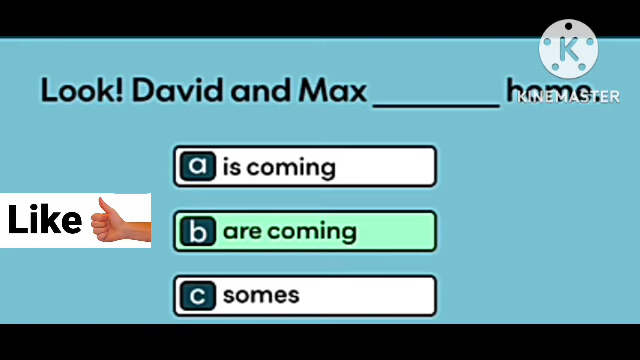 Look! David and Max ________ home.
KINEMASTER
a is coming
Like
b are coming
c somes